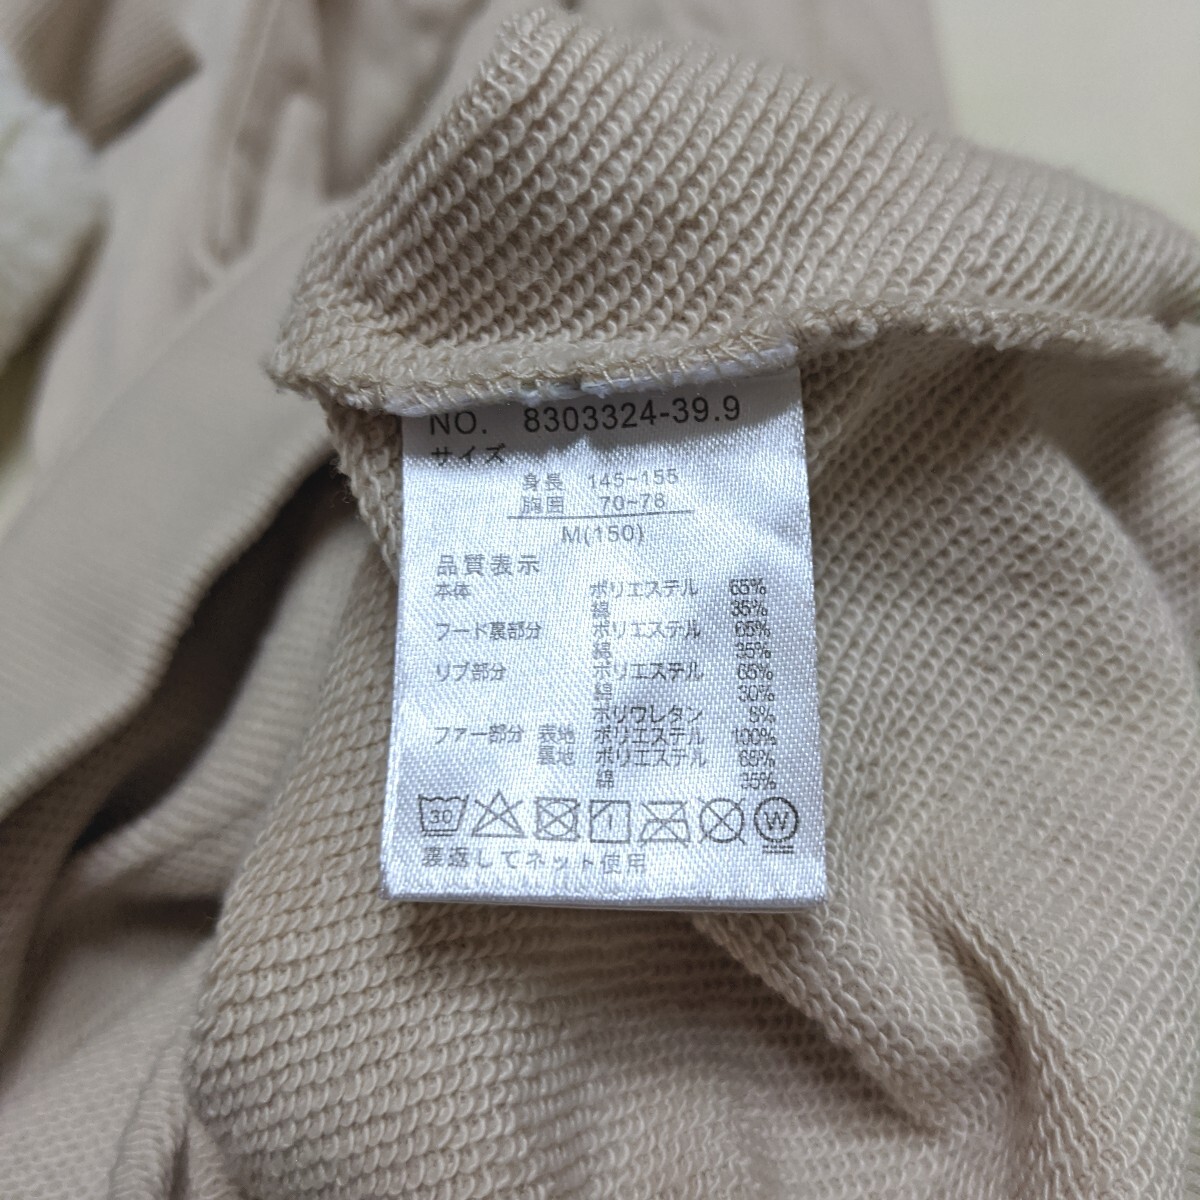 NO. 8303324-39.9
サイズ
身長 145~155
胸囲 70~78
M(150)
品質表示
本体 ポリエステル 65%
綿 35%
フード裏部分 ポリエステル 65%
綿 35%
リブ部分 ポリエステル 65%
綿 30%
ポリウレタン 5%
ファー部分 表地 ポリエステル 100%
裏地 ポリエステル 65%
綿 35%
30 W
裏返してネット使用